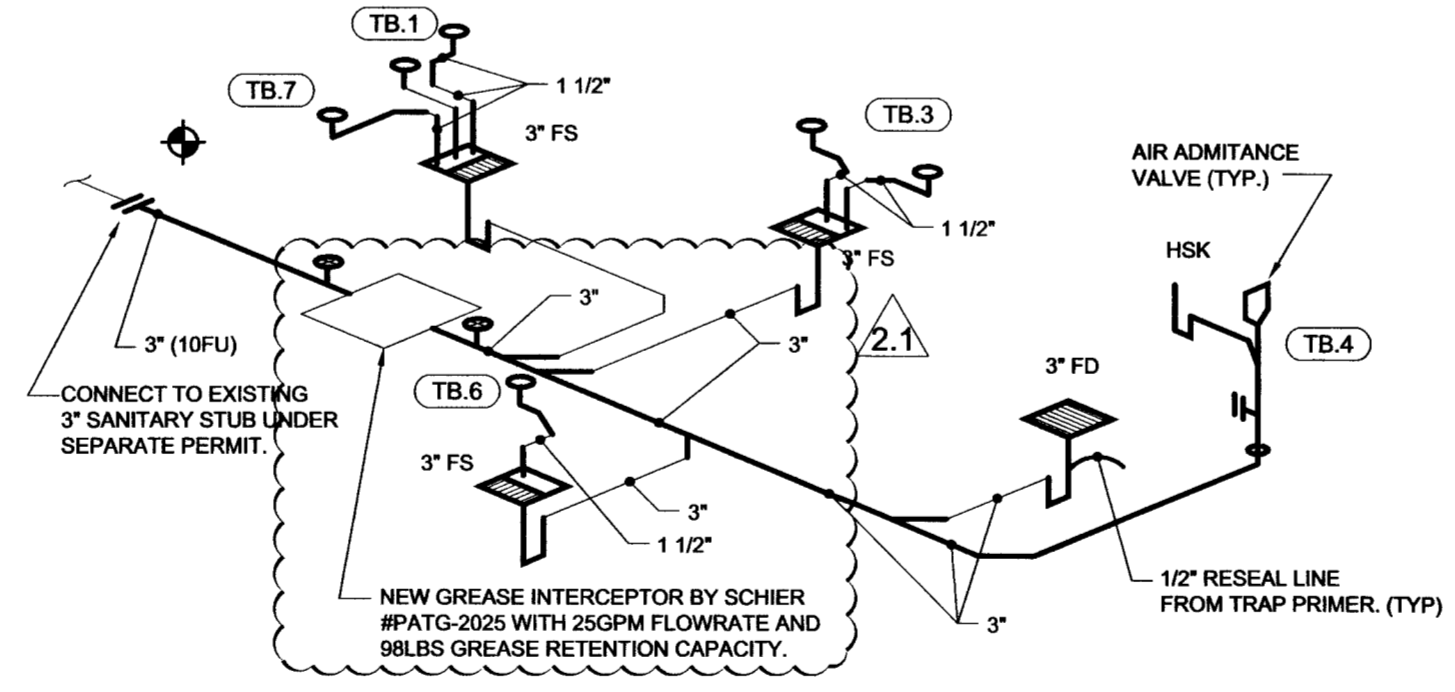 TB.1
TB.7
1 1/2"
3" FS
TB.3
1 1/2"
3" FS
AIR ADMITANCE
VALVE (TYP.)
HSK
TB.4
3" (10FU)
CONNECT TO EXISTING
3" SANITARY STUB UNDER
SEPARATE PERMIT.
3"
3"
2.1
TB.6
3" FS
3"
1 1/2"
3" FD
NEW GREASE INTERCEPTOR BY SCHIER
#PATG-2025 WITH 25GPM FLOWRATE AND
98LBS GREASE RETENTION CAPACITY.
3"
1/2" RESEAL LINE
FROM TRAP PRIMER. (TYP)